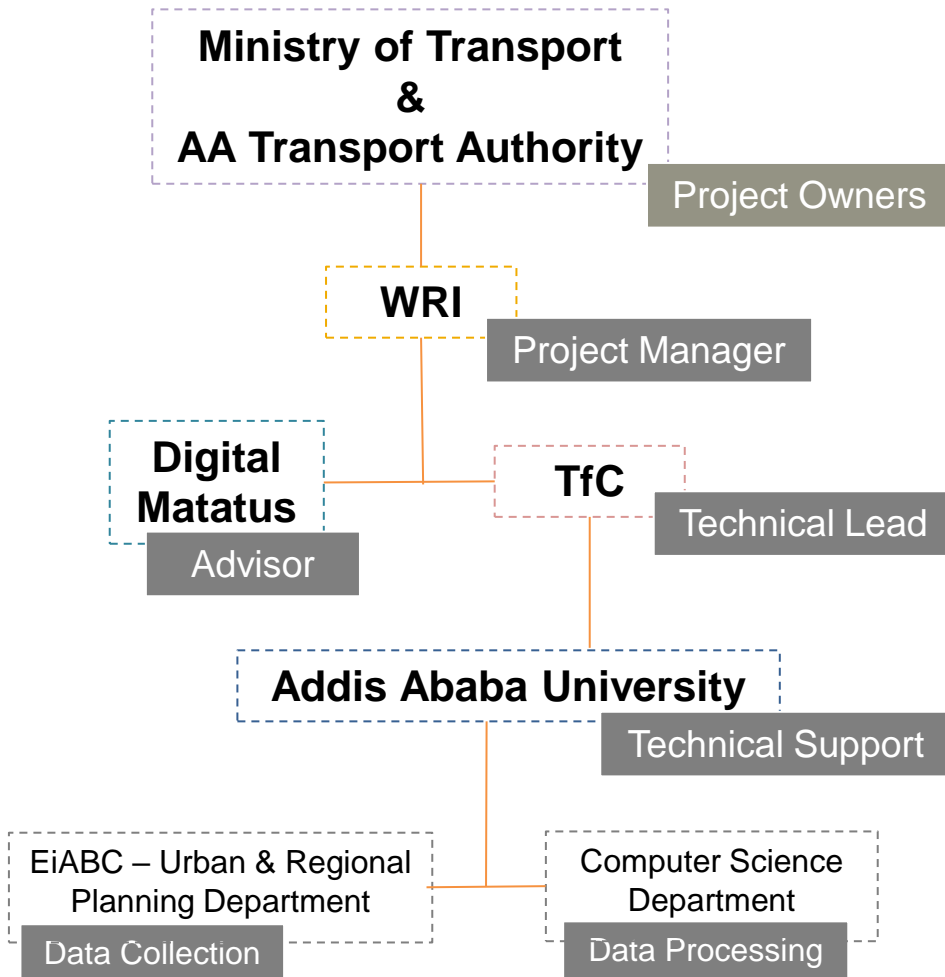 Ministry of Transport
&
AA Transport Authority
Project Owners
WRI
Project Manager
Digital
Matatus
Advisor
TfC
Technical Lead
Addis Ababa University
Technical Support
EiABC – Urban & Regional
Planning Department
Data Collection
Computer Science
Department
Data Processing